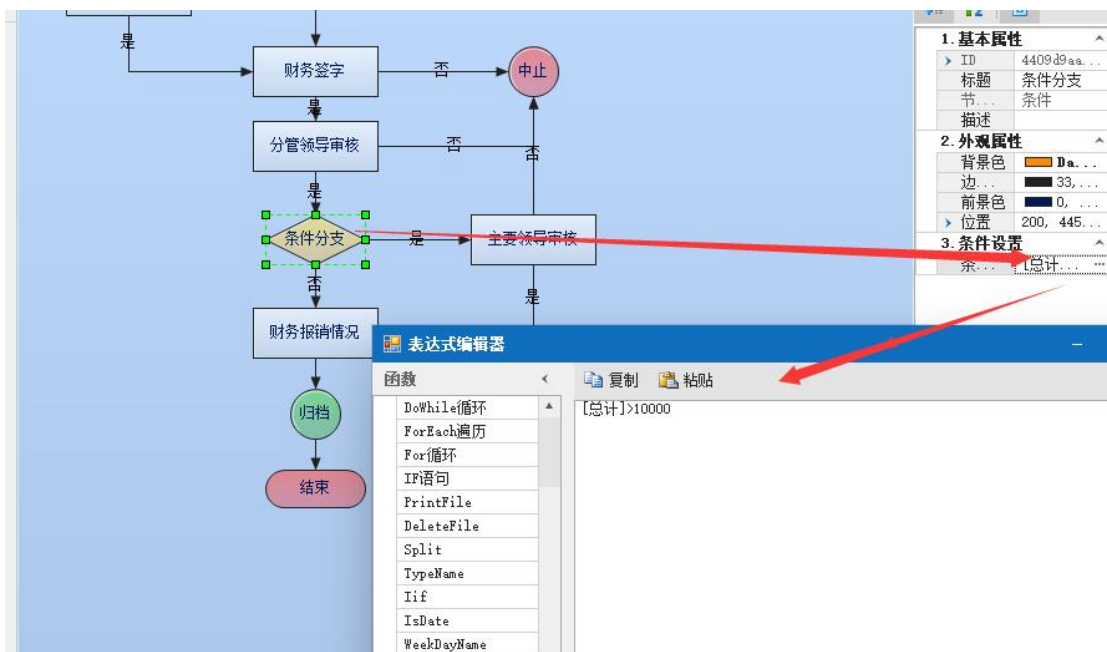 是
财务签字
否
中止
是
分管领导审核
否
否
是
条件分支
是
主要领导审核
否
是
财务报销情况
归档
结束
1.基本属性
ID 4409d9aa...
标题 条件分支
节... 条件
描述
2.外观属性
背景色 Da...
边... 33,...
前景色 0, ...
位置 200, 445...
3.条件设置
条... [总计... ...
表达式编辑器
函数
复制 粘贴
DoWhile循环
ForEach遍历
For循环
IF语句
PrintFile
DeleteFile
Split
TypeName
Iif
IsDate
WeekDayName
[总计]>10000